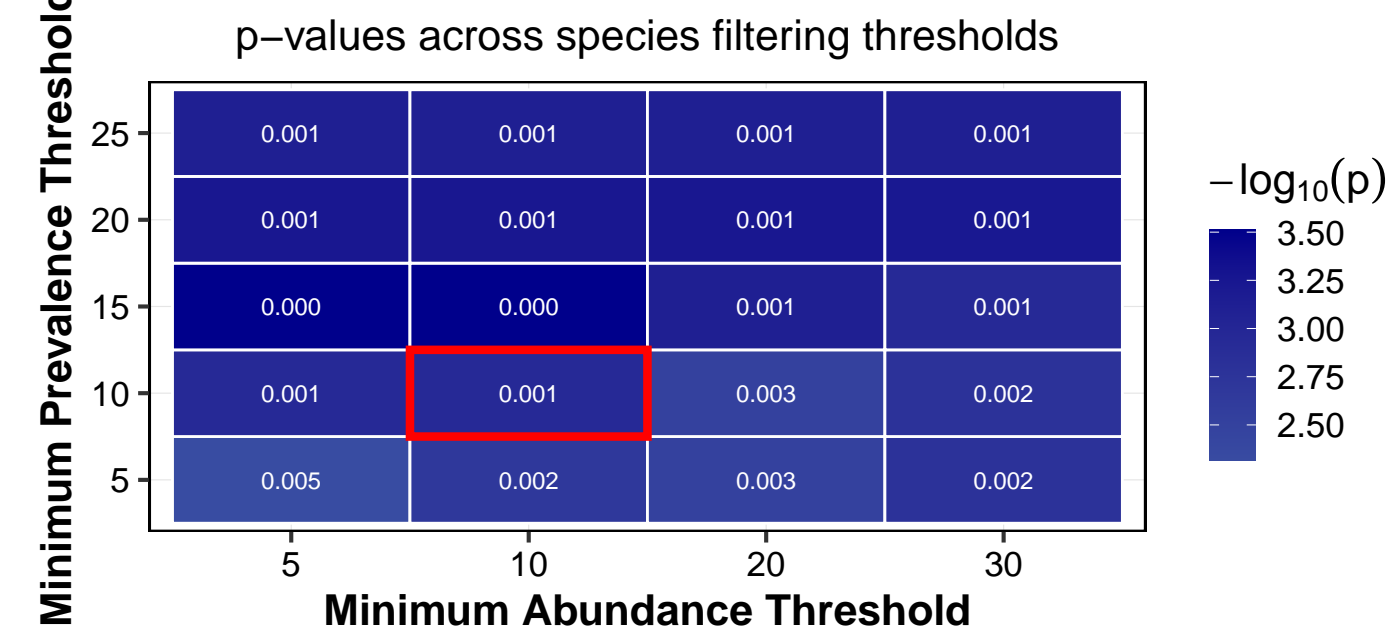 p−values across species filtering thresholds
Minimum Prevalence Threshold
25
0.001 0.001 0.001 0.001
20
0.001 0.001 0.001 0.001
15
0.000 0.000 0.001 0.001
10
0.001 0.001 0.003 0.002
5
0.005 0.002 0.003 0.002
5 10 20 30
Minimum Abundance Threshold
−log10(p)
3.50
3.25
3.00
2.75
2.50